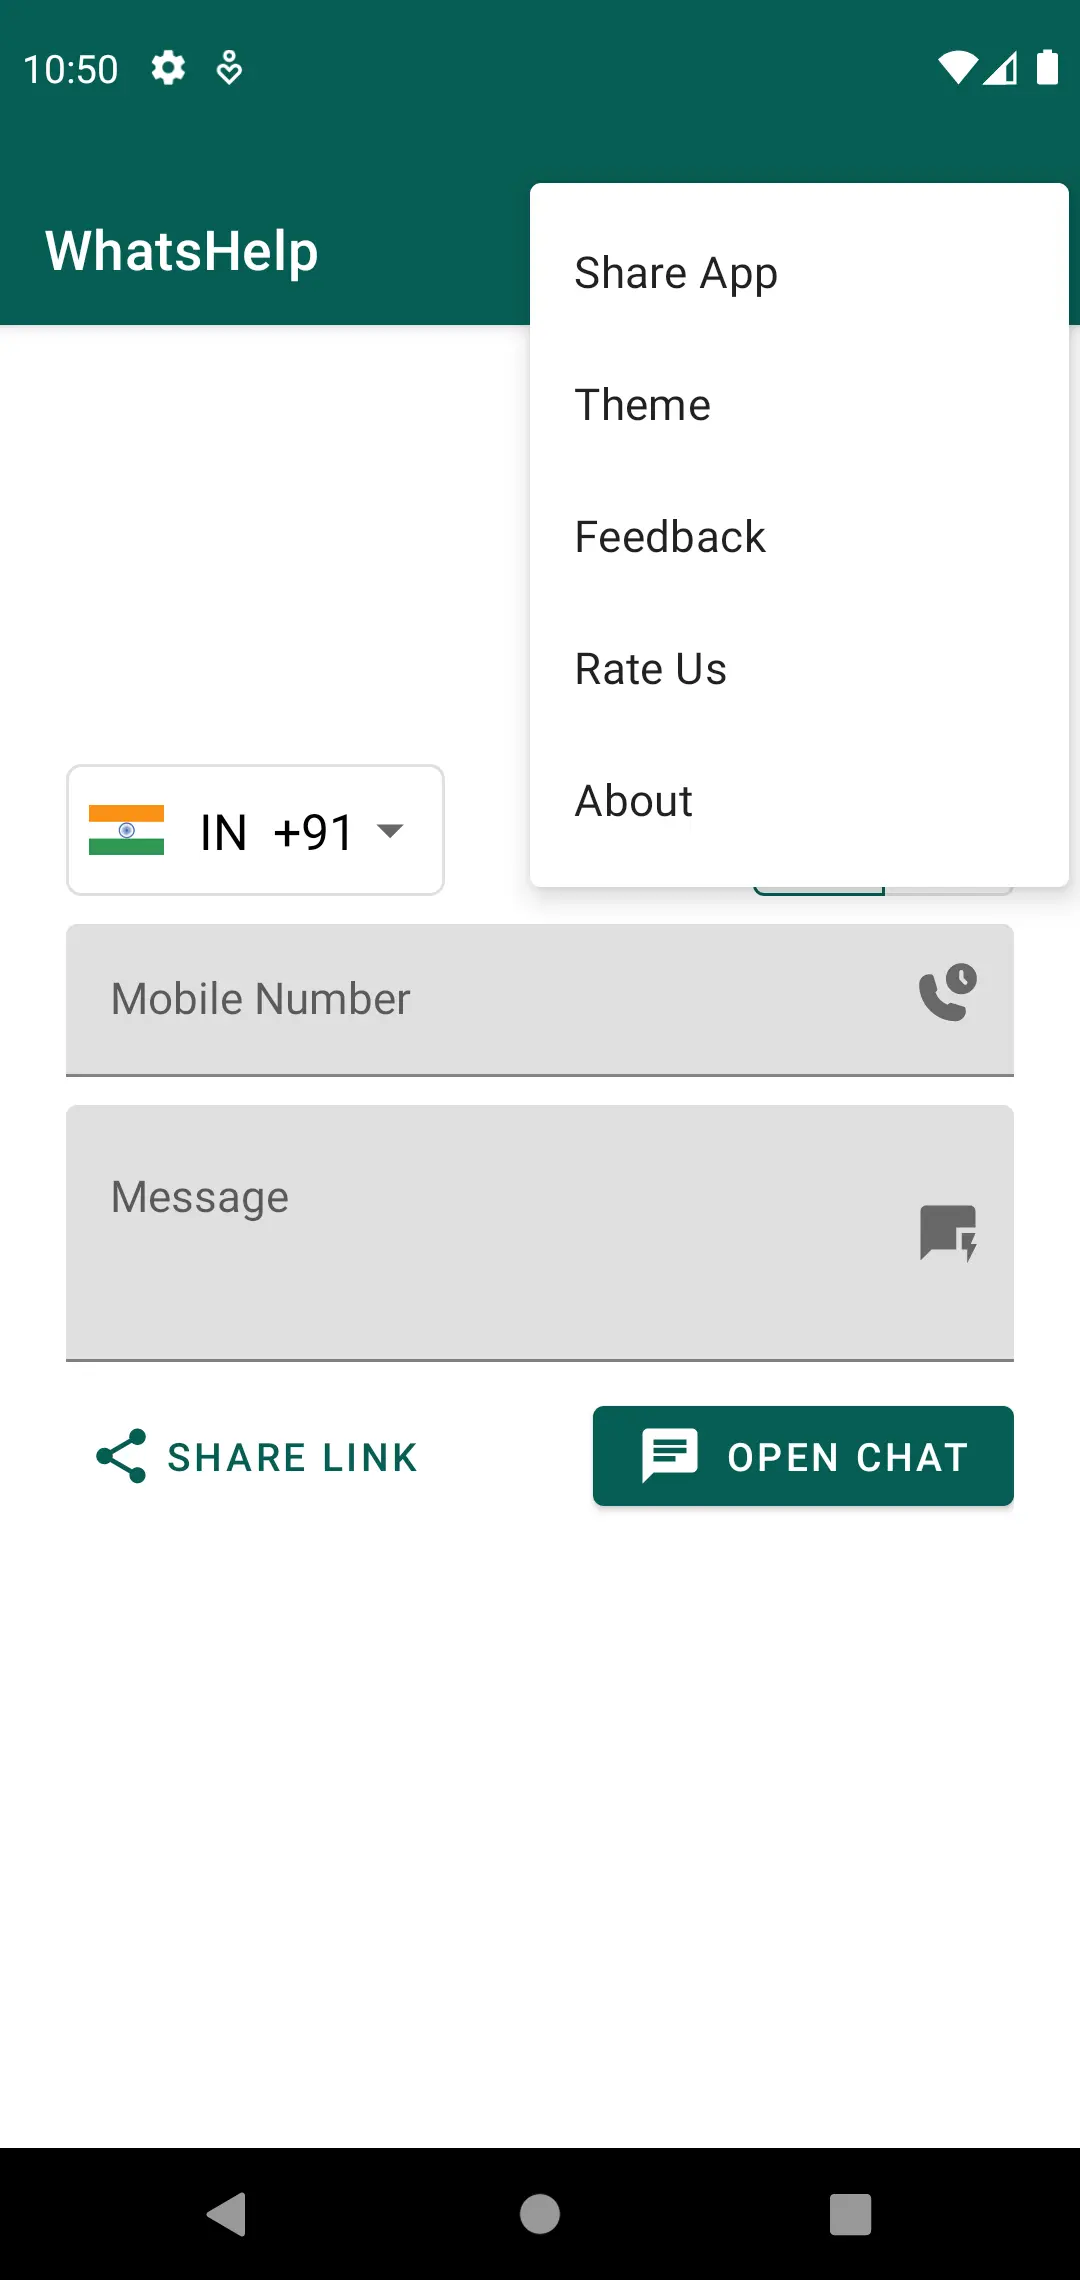 10:50
WhatsHelp
Share App
Theme
Feedback
Rate Us
About
IN +91
Mobile Number
Message
SHARE LINK
OPEN CHAT